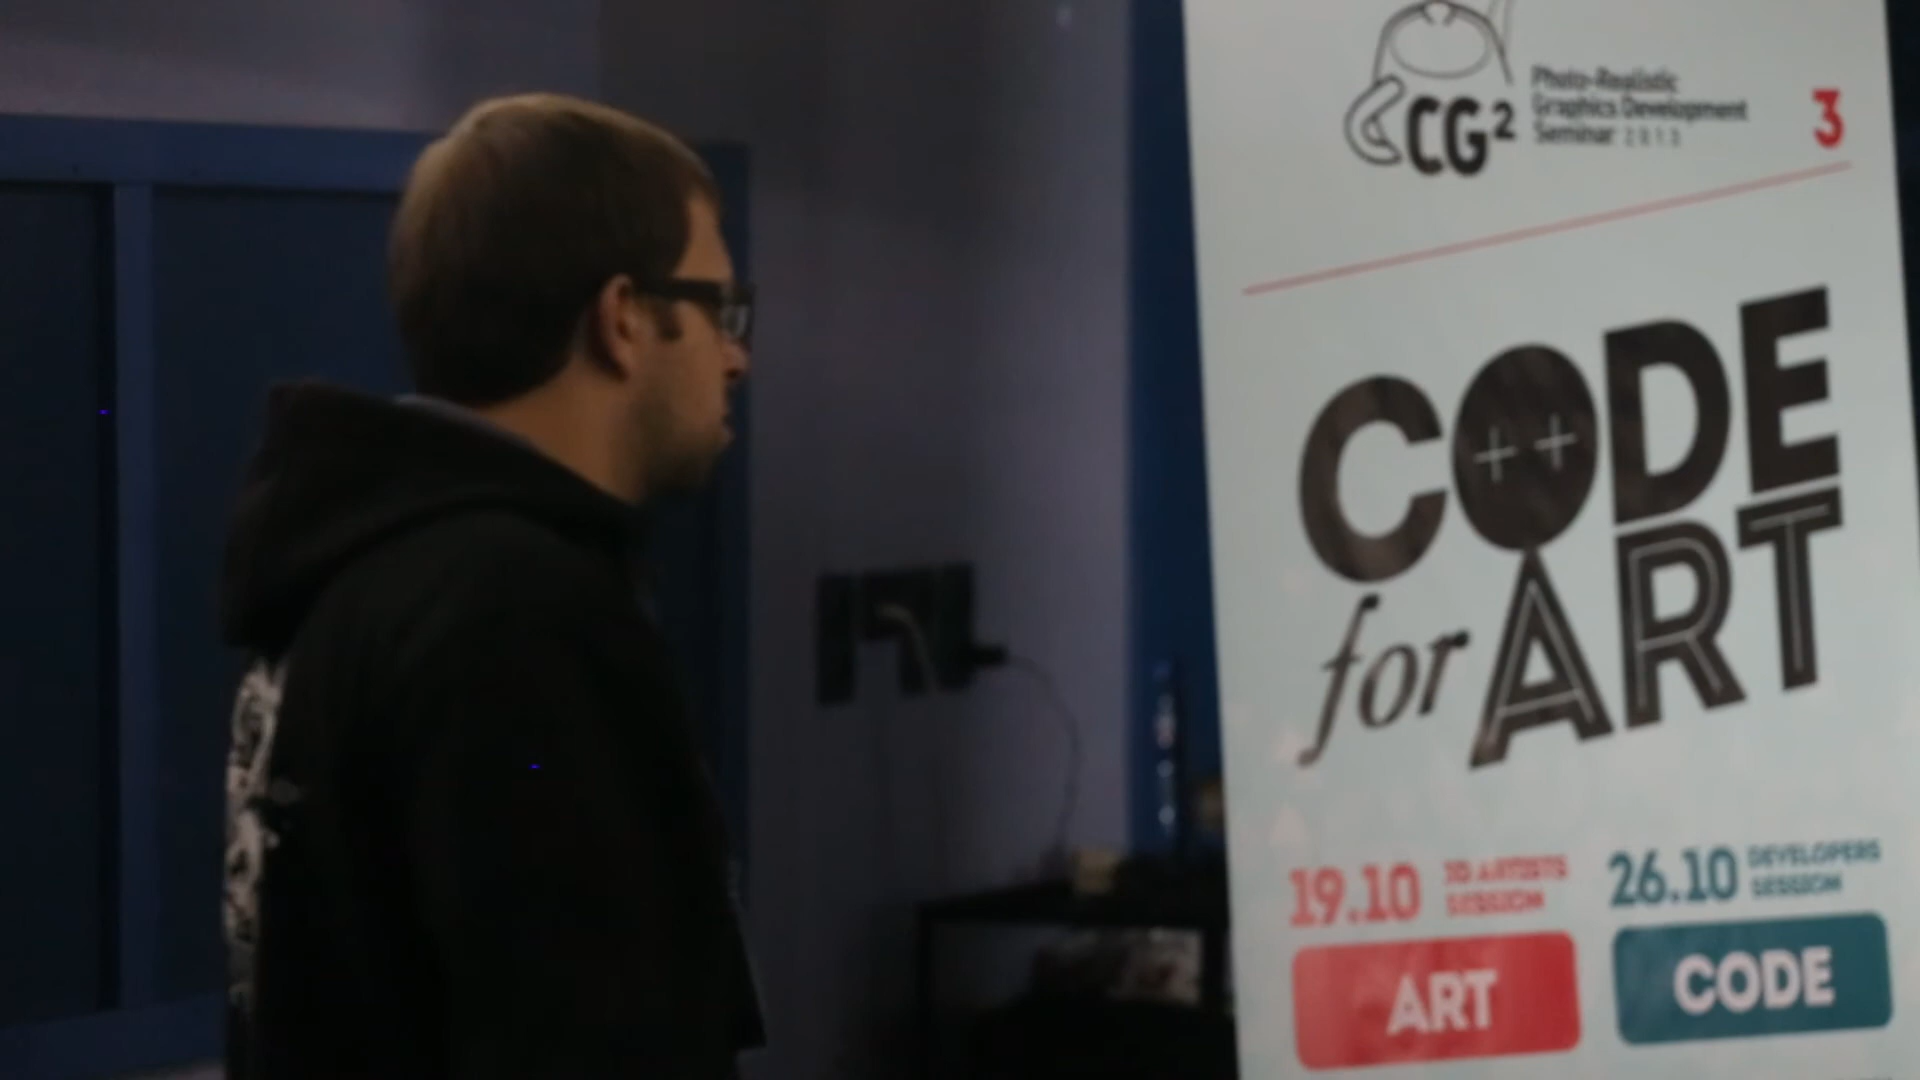 CG²
Photo-Realistic
Graphics Development
Seminar 2013
3
CODE
++
for ART
19.10 3D ARTISTS
SESSION
ART
26.10 DEVELOPERS
SESSION
CODE